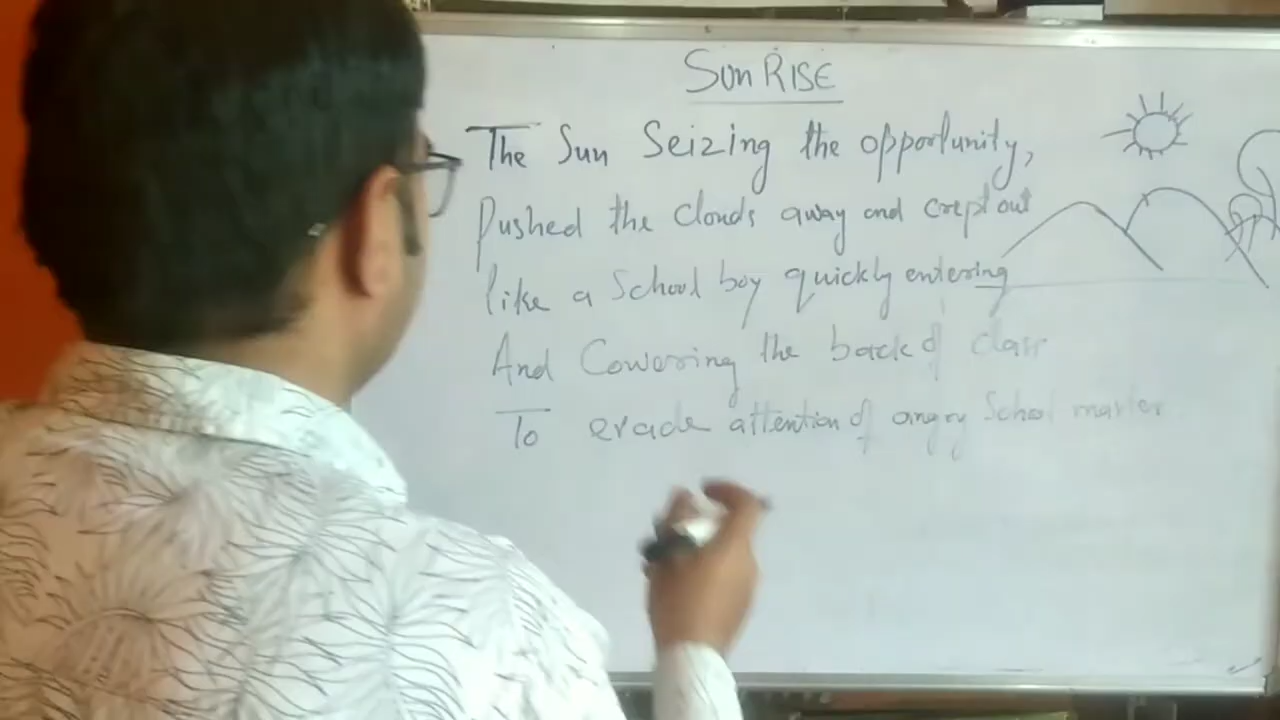 Sun RISE
The Sun Seizing the opportunity,
Pushed the Clouds away and crept out
like a School boy quickly entering
And Cowering the back of class
To evade attention of angry School master